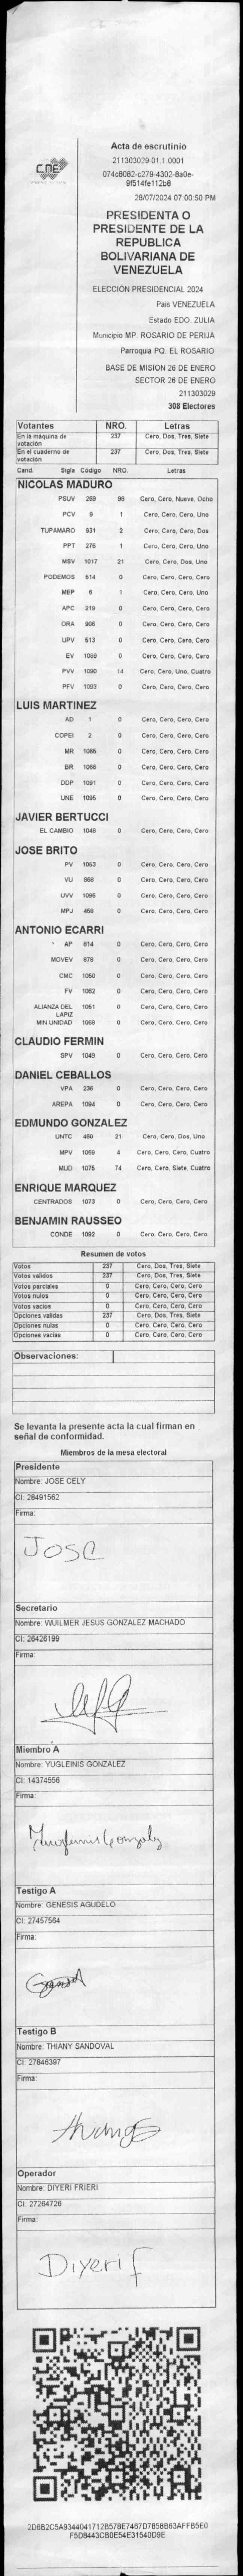 CNE
Acta de escrutinio
211303029.01.1.0001
074c8082-c279-4302-8a0e-
9f514fe112b8
28/07/2024 07:00:50 PM
PRESIDENTA O
PRESIDENTE DE LA
REPUBLICA
BOLIVARIANA DE
VENEZUELA
ELECCIÓN PRESIDENCIAL 2024
Pais VENEZUELA
Estado EDO. ZULIA
Municipio MP. ROSARIO DE PERIJA
Parroquia PQ. EL ROSARIO
BASE DE MISION 26 DE ENERO
SECTOR 26 DE ENERO
211303029
308 Electores
Votantes NRO. Letras
En la máquina de votación 237 Cero, Dos, Tres, Siete
En el cuaderno de votación 237 Cero, Dos, Tres, Siete
Cand. Sigla Código NRO. Letras
NICOLAS MADURO
PSUV 269 98 Cero, Cero, Nueve, Ocho
PCV 9 1 Cero, Cero, Cero, Uno
TUPAMARO 931 2 Cero, Cero, Cero, Dos
PPT 276 1 Cero, Cero, Cero, Uno
MSV 1017 21 Cero, Cero, Dos, Uno
PODEMOS 514 0 Cero, Cero, Cero, Cero
MEP 6 1 Cero, Cero, Cero, Uno
APC 219 0 Cero, Cero, Cero, Cero
ORA 906 0 Cero, Cero, Cero, Cero
UPV 513 0 Cero, Cero, Cero, Cero
EV 1089 0 Cero, Cero, Cero, Cero
PVV 1090 14 Cero, Cero, Uno, Cuatro
PFV 1093 0 Cero, Cero, Cero, Cero
LUIS MARTINEZ
AD 1 0 Cero, Cero, Cero, Cero
COPEI 2 0 Cero, Cero, Cero, Cero
MR 1065 0 Cero, Cero, Cero, Cero
BR 1066 0 Cero, Cero, Cero, Cero
DDP 1091 0 Cero, Cero, Cero, Cero
UNE 1095 0 Cero, Cero, Cero, Cero
JAVIER BERTUCCI
EL CAMBIO 1048 0 Cero, Cero, Cero, Cero
JOSE BRITO
PV 1053 0 Cero, Cero, Cero, Cero
VU 868 0 Cero, Cero, Cero, Cero
UVV 1096 0 Cero, Cero, Cero, Cero
MPJ 458 0 Cero, Cero, Cero, Cero
ANTONIO ECARRI
AP 814 0 Cero, Cero, Cero, Cero
MOVEV 678 0 Cero, Cero, Cero, Cero
CMC 1050 0 Cero, Cero, Cero, Cero
FV 1062 0 Cero, Cero, Cero, Cero
ALIANZA DEL LAPIZ 1051 0 Cero, Cero, Cero, Cero
MIN UNIDAD 1068 0 Cero, Cero, Cero, Cero
CLAUDIO FERMIN
SPV 1049 0 Cero, Cero, Cero, Cero
DANIEL CEBALLOS
VPA 236 0 Cero, Cero, Cero, Cero
AREPA 1094 0 Cero, Cero, Cero, Cero
EDMUNDO GONZALEZ
UNTC 460 21 Cero, Cero, Dos, Uno
MPV 1069 4 Cero, Cero, Cero, Cuatro
MUD 1075 74 Cero, Cero, Siete, Cuatro
ENRIQUE MARQUEZ
CENTRADOS 1073 0 Cero, Cero, Cero, Cero
BENJAMIN RAUSSEO
CONDE 1092 0 Cero, Cero, Cero, Cero
Resumen de votos
Votos 237 Cero, Dos, Tres, Siete
Votos validos 237 Cero, Dos, Tres, Siete
Votos parciales 0 Cero, Cero, Cero, Cero
Votos nulos 0 Cero, Cero, Cero, Cero
Votos vacios 0 Cero, Cero, Cero, Cero
Opciones validas 237 Cero, Dos, Tres, Siete
Opciones nulas 0 Cero, Cero, Cero, Cero
Opciones vacias 0 Cero, Cero, Cero, Cero
Observaciones:
Se levanta la presente acta la cual firman en
señal de conformidad.
Miembros de la mesa electoral
Presidente
Nombre: JOSE CELY
CI: 26491562
Firma:
Jose
Secretario
Nombre: WUILMER JESUS GONZALEZ MACHADO
CI: 26426199
Firma:
Miembro A
Nombre: YUGLEINIS GONZALEZ
CI: 14374556
Firma:
Testigo A
Nombre: GENESIS AGUDELO
CI: 27457564
Firma:
Testigo B
Nombre: THIANY SANDOVAL
CI: 27846397
Firma:
Operador
Nombre: DIYERI FRIERI
CI: 27264726
Firma:
Diyeri f
2D6B2C5A9344041712B578E7467D7B58B63AFFB5E0
F5D8443CB0E54E31540D9E